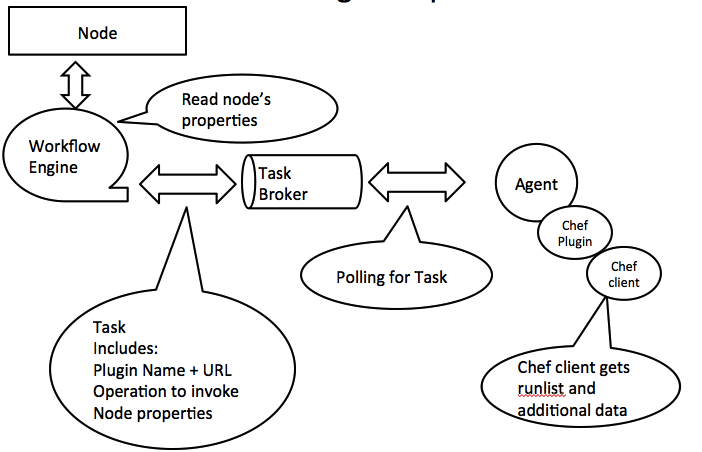 Node
Read node's
properties
Workflow
Engine
Task
Broker
Agent
Chef
Plugin
Chef
client
Polling for Task
Task
Includes:
Plugin Name + URL
Operation to invoke
Node properties
Chef client gets
runlist and
additional data